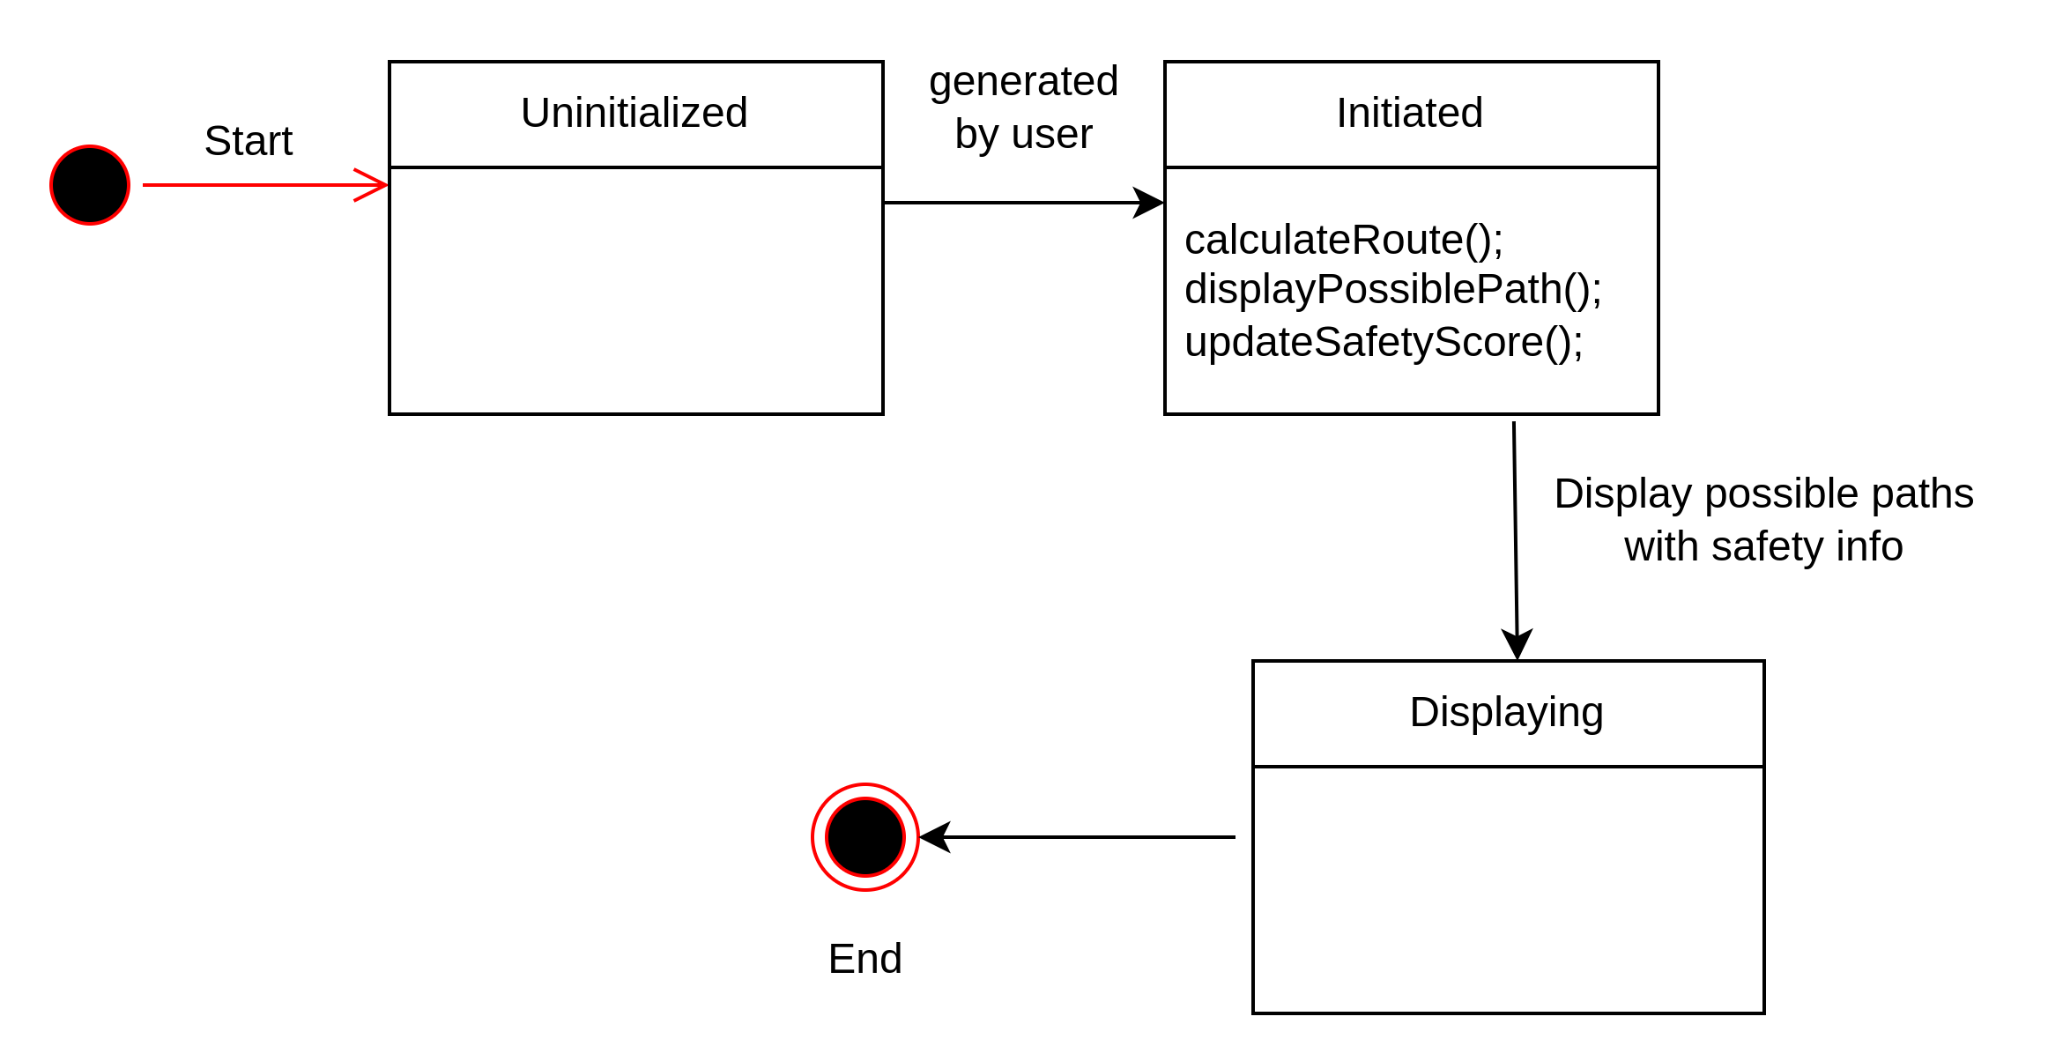 Start
Uninitialized
generated
by user
Initiated
calculateRoute();
displayPossiblePath();
updateSafetyScore();
Display possible paths
with safety info
Displaying
End